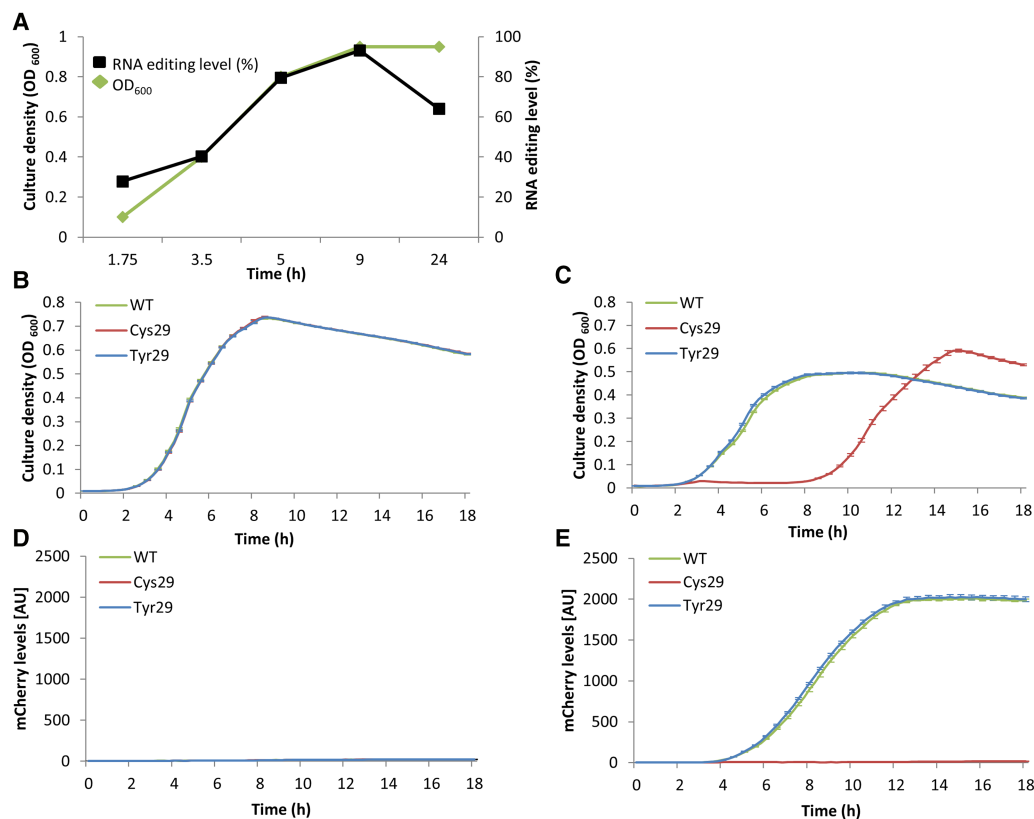 A
Culture density (OD 600)
1
0.8
0.6
0.4
0.2
0
RNA editing level (%)
OD600
100
80
60
40
20
0
RNA editing level (%)
1.75 3.5 5 9 24
Time (h)
B
Culture density (OD 600)
0.8
0.7
0.6
0.5
0.4
0.3
0.2
0.1
0
WT
Cys29
Tyr29
0 2 4 6 8 10 12 14 16 18
Time (h)
C
Culture density (OD 600)
0.8
0.7
0.6
0.5
0.4
0.3
0.2
0.1
0
WT
Cys29
Tyr29
0 2 4 6 8 10 12 14 16 18
Time (h)
D
mCherry levels [AU]
2500
2000
1500
1000
500
0
WT
Cys29
Tyr29
0 2 4 6 8 10 12 14 16 18
Time (h)
E
mCherry levels [AU]
2500
2000
1500
1000
500
0
WT
Cys29
Tyr29
0 2 4 6 8 10 12 14 16 18
Time (h)